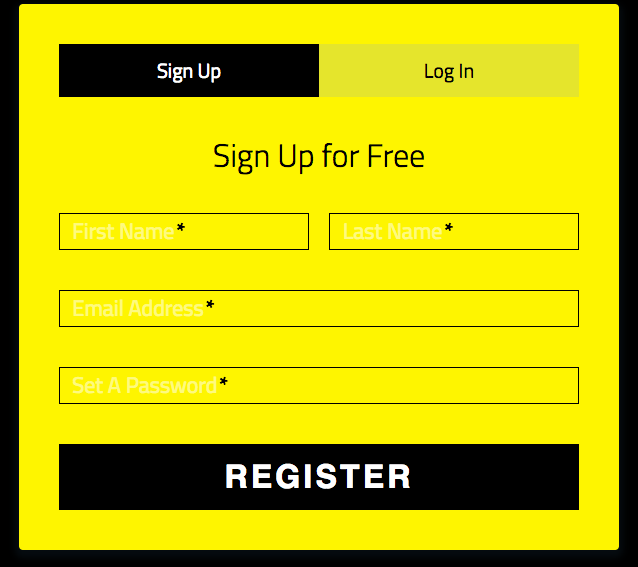 Sign Up Log In
Sign Up for Free
First Name* Last Name*
Email Address*
Set A Password*
REGISTER